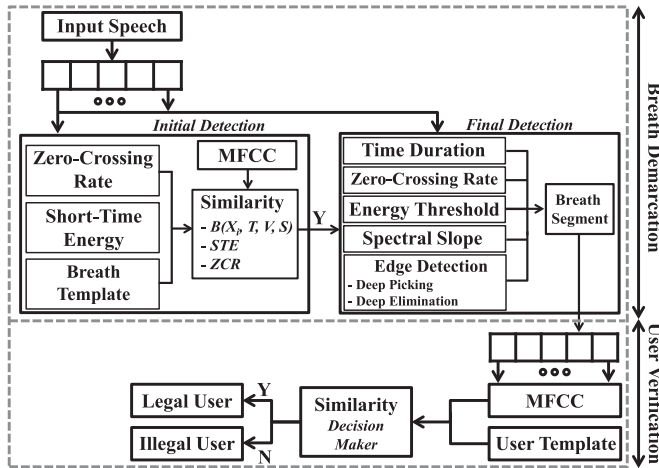 Input Speech
Initial Detection
Zero-Crossing
Rate
Short-Time
Energy
Breath
Template
MFCC
Similarity
- B(Xᵢ, T, V, S)
- STE
- ZCR
Y
Final Detection
Time Duration
Zero-Crossing Rate
Energy Threshold
Spectral Slope
Edge Detection
- Deep Picking
- Deep Elimination
Breath
Segment
Breath Demarcation
MFCC
User Template
Similarity
Decision
Maker
Y
Legal User
Illegal User
N
User Verification